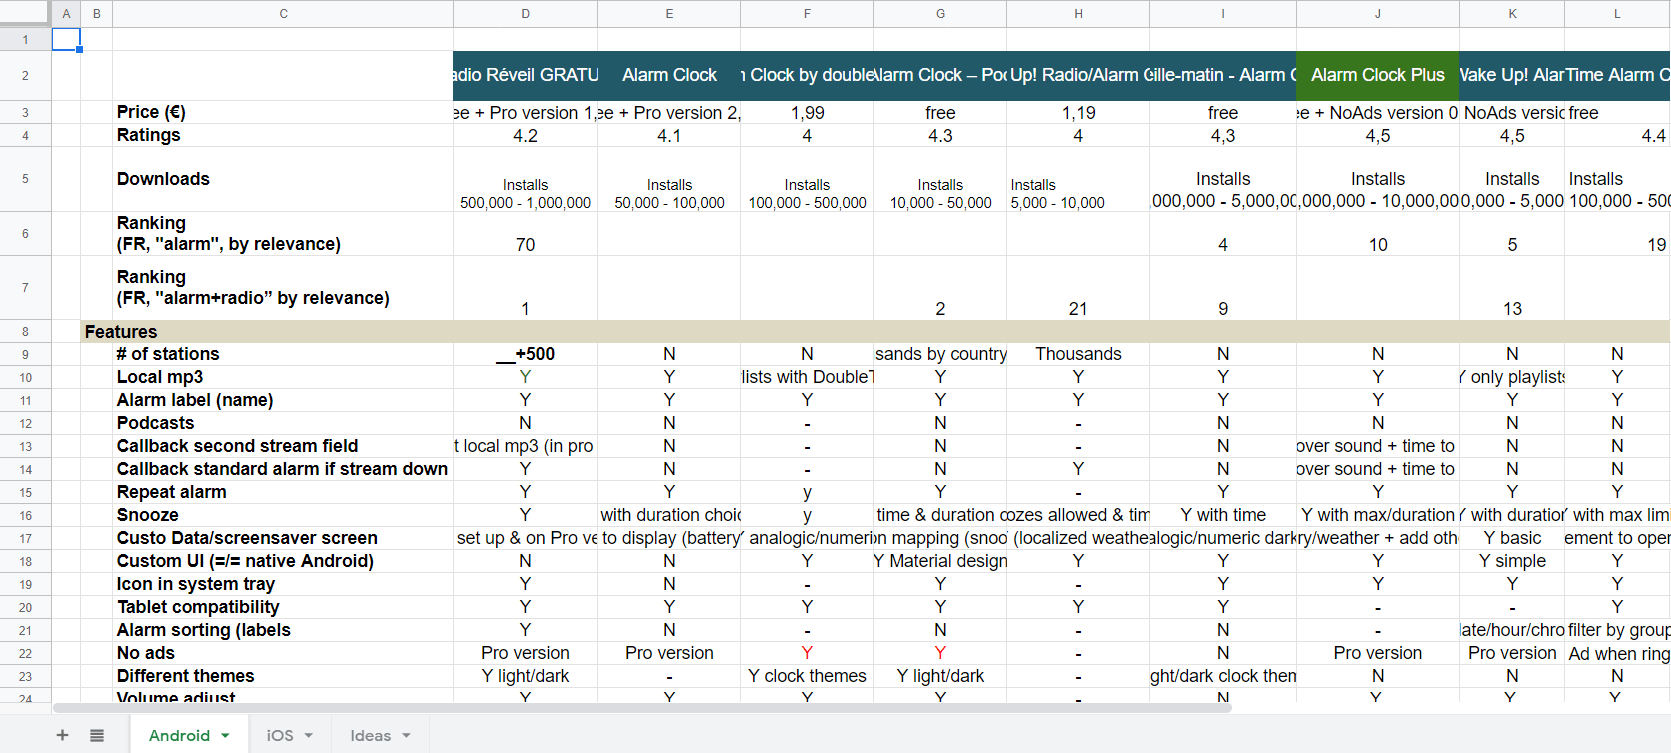 A B C D E F G H I J K L
1
2 adio Réveil GRATU Alarm Clock n Clock by double Alarm Clock – Poc Up! Radio/Alarm C eille-matin - Alarm C Alarm Clock Plus Wake Up! Alar Time Alarm C
3 Price (€) ee + Pro version 1, ee + Pro version 2, 1,99 free 1,19 free ee + NoAds version 0 NoAds versic free
4 Ratings 4.2 4.1 4 4.3 4 4,3 4,5 4,5 4.4
5 Downloads
Installs Installs Installs Installs Installs Installs Installs Installs Installs
500,000 - 1,000,000 50,000 - 100,000 100,000 - 500,000 10,000 - 50,000 5,000 - 10,000 ,000,000 - 5,000,00 ,000,000 - 10,000,00 0,000 - 5,000 100,000 - 500
6 Ranking
(FR, "alarm", by relevance) 70 4 10 5 19
7 Ranking
(FR, "alarm+radio” by relevance) 1 2 21 9 13
8 Features
9 # of stations __+500 N N sands by country Thousands N N N N
10 Local mp3 Y Y lists with DoubleT Y Y Y Y Y only playlists Y
11 Alarm label (name) Y Y Y Y Y Y Y Y Y
12 Podcasts N N - N - N N N N
13 Callback second stream field t local mp3 (in pro N - N - N over sound + time to N N
14 Callback standard alarm if stream down Y N - N Y N over sound + time to N N
15 Repeat alarm Y Y y Y - Y Y Y Y
16 Snooze Y with duration choic y time & duration c ozes allowed & tim Y with time Y with max/duration Y with duration Y with max limi
17 Custo Data/screensaver screen set up & on Pro ve to display (battery Y analogic/numeri on mapping (snoo (localized weathe alogic/numeric dark ry/weather + add oth Y basic ement to oper
18 Custom UI (=/= native Android) N N Y Y Material design Y Y Y Y simple Y
19 Icon in system tray Y N - Y - Y Y Y Y
20 Tablet compatibility Y Y Y Y Y Y - - Y
21 Alarm sorting (labels Y N - N - N - date/hour/chro filter by group
22 No ads Pro version Pro version Y Y - N Pro version Pro version Ad when ring
23 Different themes Y light/dark - Y clock themes Y light/dark - ght/dark clock them N N N
24 Volume adjust Y Y Y Y - N Y Y Y
+ Android iOS Ideas